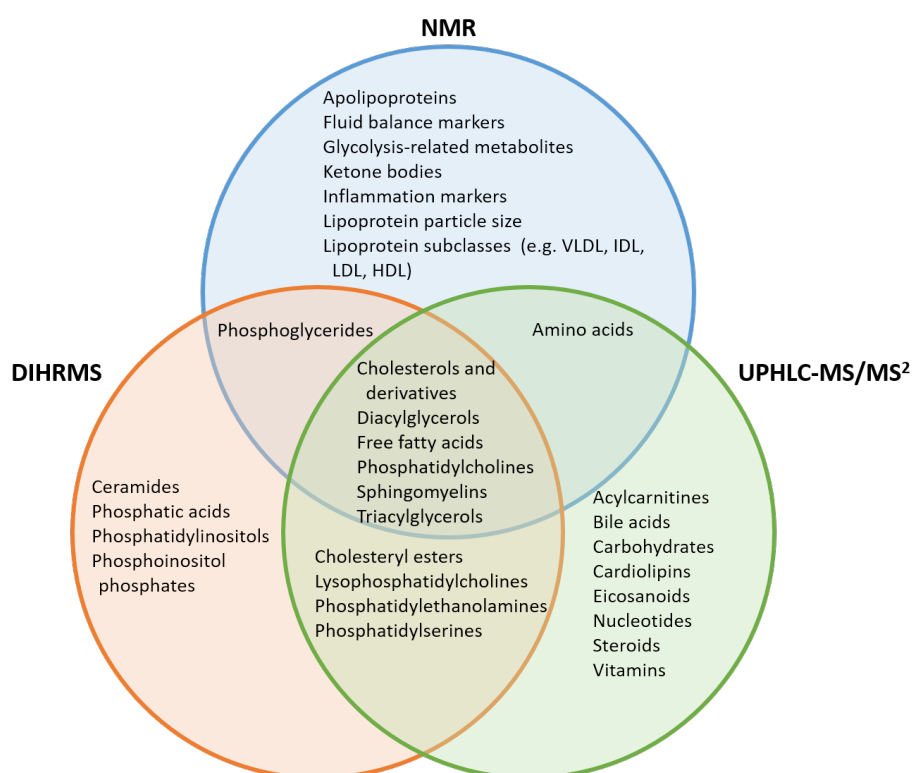 NMR
Apolipoproteins
Fluid balance markers
Glycolysis-related metabolites
Ketone bodies
Inflammation markers
Lipoprotein particle size
Lipoprotein subclasses (e.g. VLDL, IDL,
LDL, HDL)
Phosphoglycerides
Amino acids
DIHRMS
UPHLC-MS/MS²
Cholesterols and
derivatives
Diacylglycerols
Free fatty acids
Phosphatidylcholines
Sphingomyelins
Triacylglycerols
Ceramides
Phosphatic acids
Phosphatidylinositols
Phosphoinositol
phosphates
Acylcarnitines
Bile acids
Carbohydrates
Cardiolipins
Eicosanoids
Nucleotides
Steroids
Vitamins
Cholesteryl esters
Lysophosphatidylcholines
Phosphatidylethanolamines
Phosphatidylserines